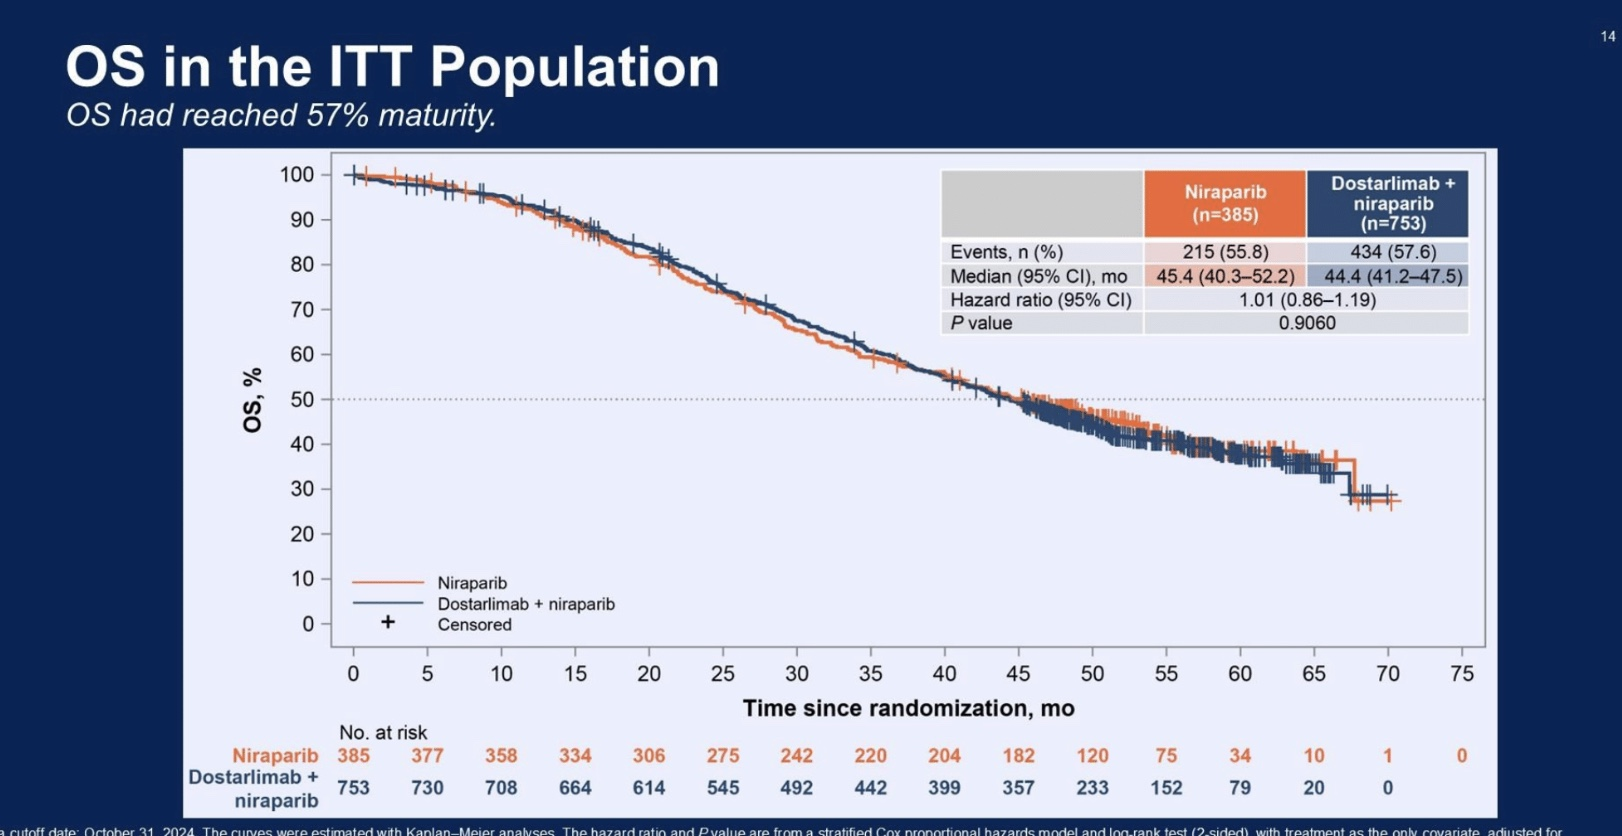 14
OS in the ITT Population
OS had reached 57% maturity.
100
90
80
70
60
50
40
30
20
10
0
OS, %
Niraparib
(n=385)
Dostarlimab +
niraparib
(n=753)
Events, n (%) 215 (55.8) 434 (57.6)
Median (95% CI), mo 45.4 (40.3–52.2) 44.4 (41.2–47.5)
Hazard ratio (95% CI) 1.01 (0.86–1.19)
P value 0.9060
Niraparib
Dostarlimab + niraparib
+ Censored
0 5 10 15 20 25 30 35 40 45 50 55 60 65 70 75
Time since randomization, mo
No. at risk
Niraparib 385 377 358 334 306 275 242 220 204 182 120 75 34 10 1 0
Dostarlimab +
niraparib 753 730 708 664 614 545 492 442 399 357 233 152 79 20 0
a cutoff date: October 31, 2024. The curves were estimated with Kaplan–Meier analyses. The hazard ratio and P value are from a stratified Cox proportional hazards model and log-rank test (2-sided), with treatment as the only covariate, adjusted for